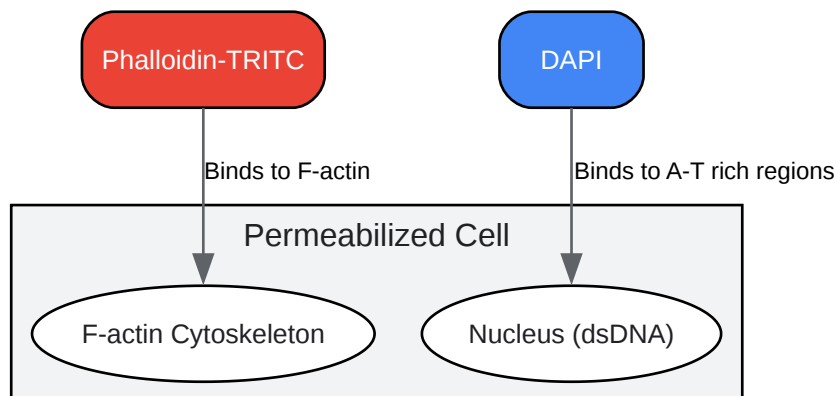 Phalloidin-TRITC
DAPI
Binds to F-actin
Binds to A-T rich regions
Permeabilized Cell
F-actin Cytoskeleton
Nucleus (dsDNA)